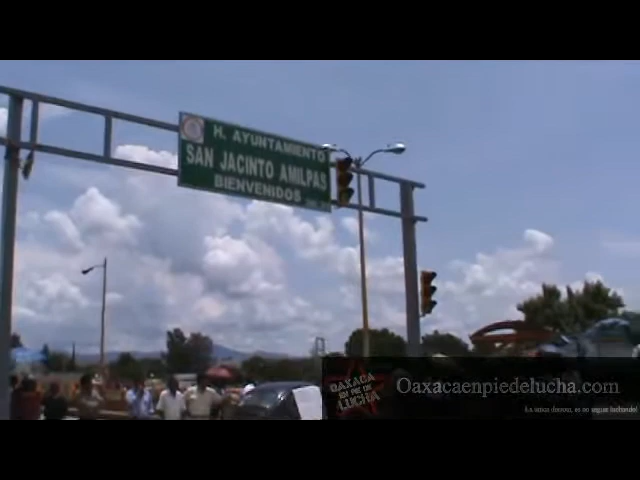 H. AYUNTAMIENTO
SAN JACINTO AMILPAS
BIENVENIDOS
OAXACA
EN PIE DE
LUCHA
Oaxacaenpiedelucha.com